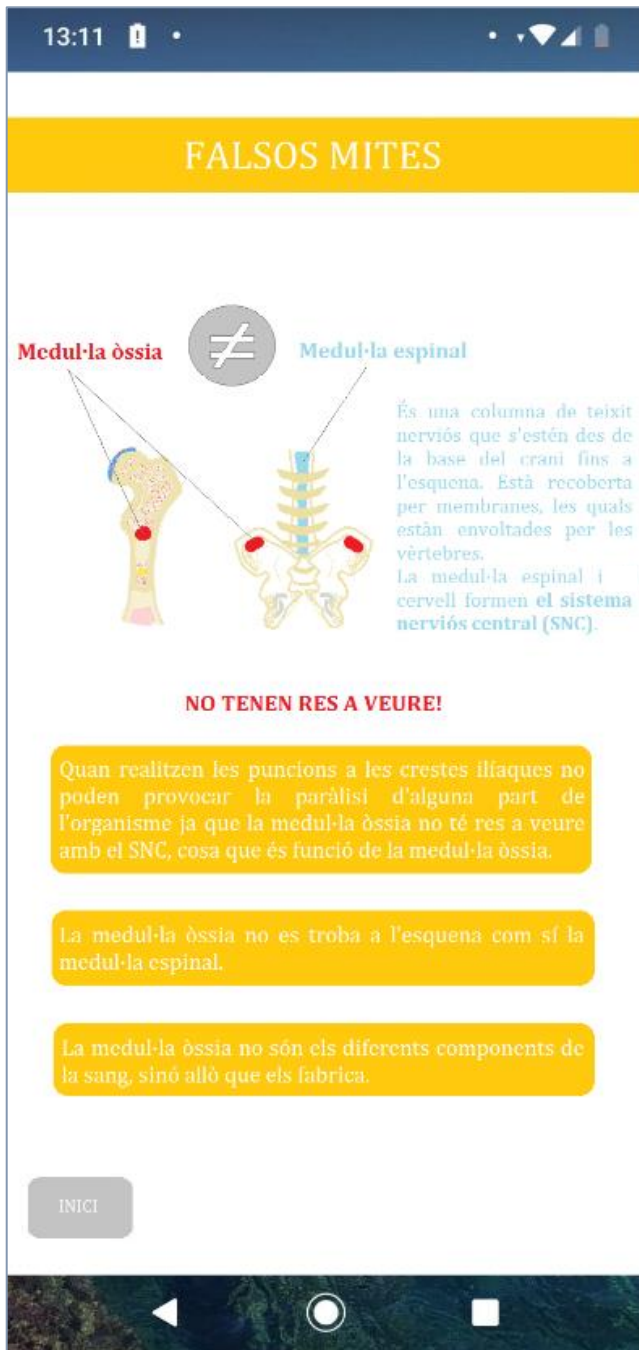 13:11
FALSOS MITES
Medul·la òssia
≠
Medul·la espinal
És una columna de teixit
nerviós que s'estén des de
la base del crani fins a
l'esquena. Està recoberta
per membranes, les quals
estàn envoltades per les
vèrtebres.
La medul·la espinal i
cervell formen el sistema
nerviós central (SNC).
NO TENEN RES A VEURE!
Quan realitzen les puncions a les crestes ilíaques no
poden provocar la paràlisi d'alguna part de
l'organisme ja que la medul·la òssia no té res a veure
amb el SNC, cosa que és funció de la medul·la òssia.
La medul·la òssia no es troba a l'esquena com sí la
medul·la espinal.
La medul·la òssia no són els diferents components de
la sang, sinó allò que els fabrica.
INICI